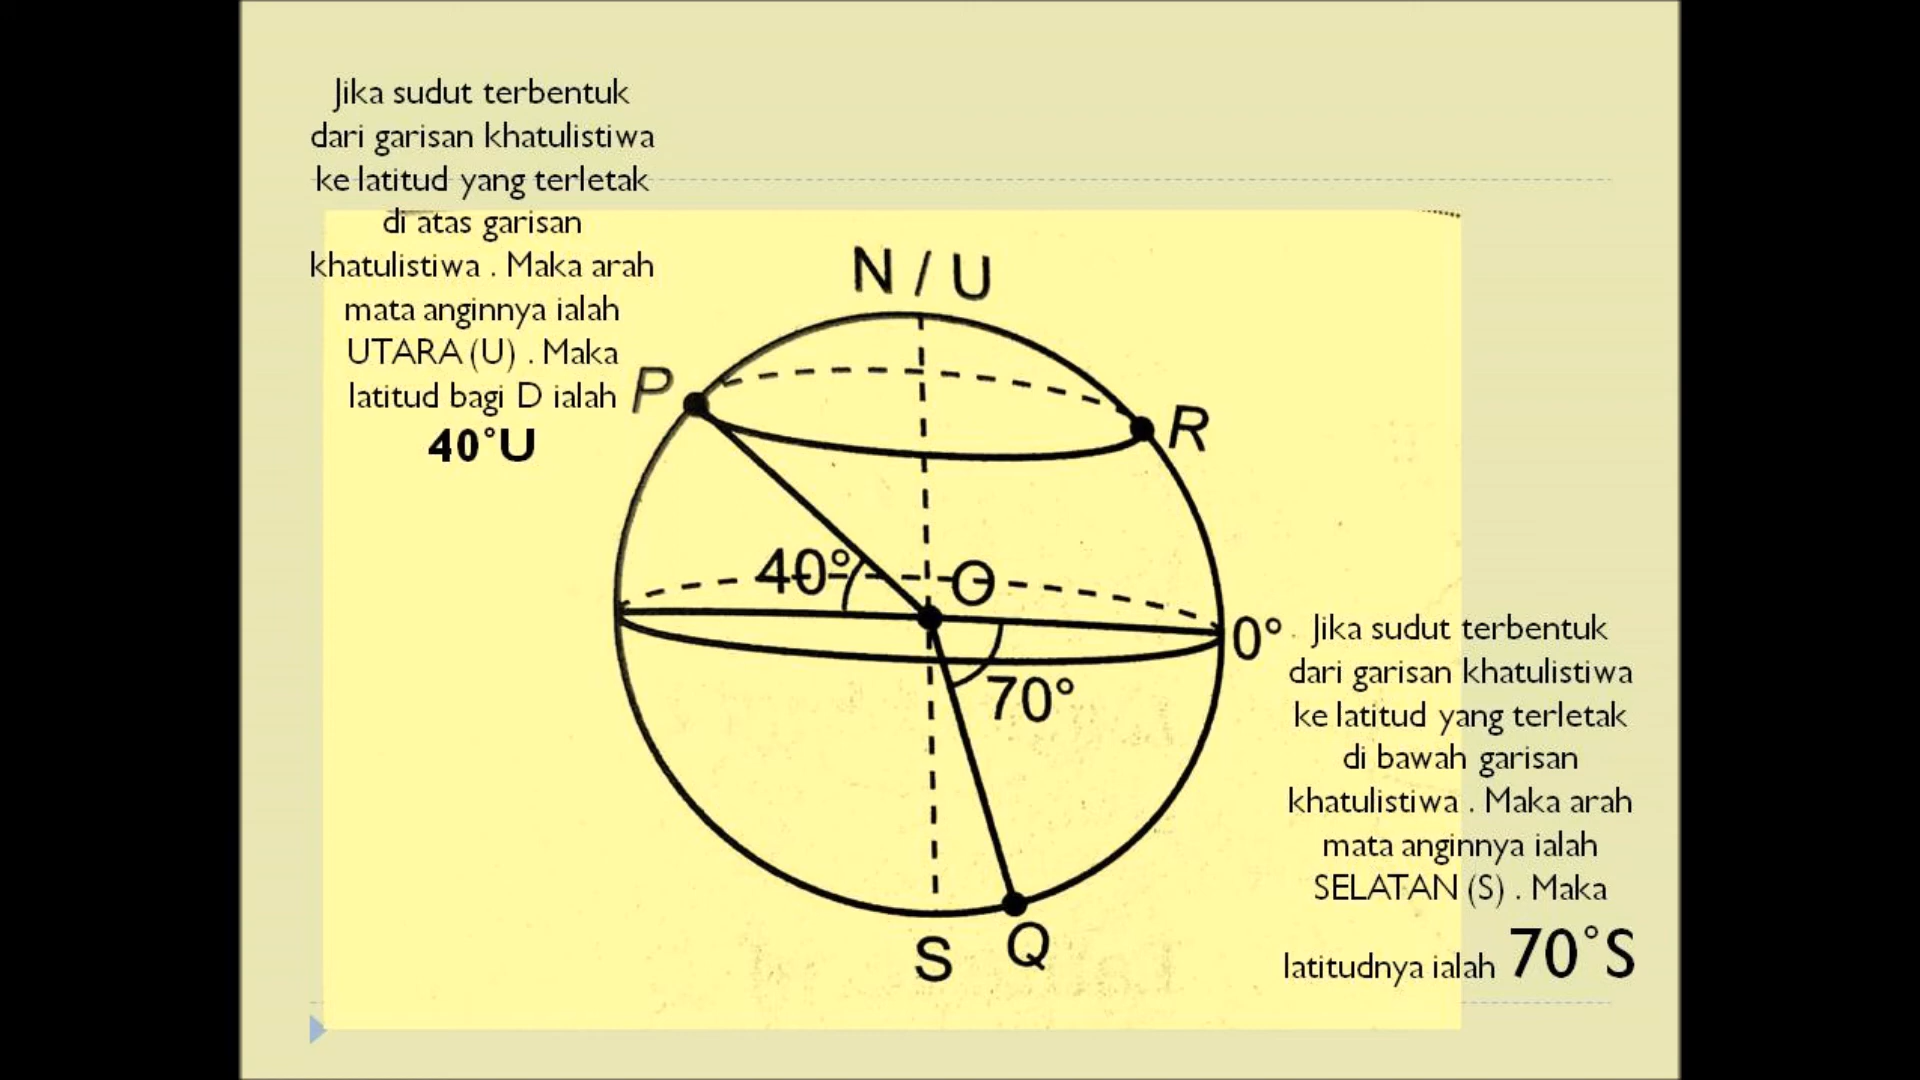 Jika sudut terbentuk
dari garisan khatulistiwa
ke latitud yang terletak
di atas garisan
khatulistiwa . Maka arah
mata anginnya ialah
UTARA (U) . Maka
latitud bagi D ialah
40°U
N / U
P
R
40°
O
0°
70°
S
Q
Jika sudut terbentuk
dari garisan khatulistiwa
ke latitud yang terletak
di bawah garisan
khatulistiwa . Maka arah
mata anginnya ialah
SELATAN (S) . Maka
latitudnya ialah 70°S